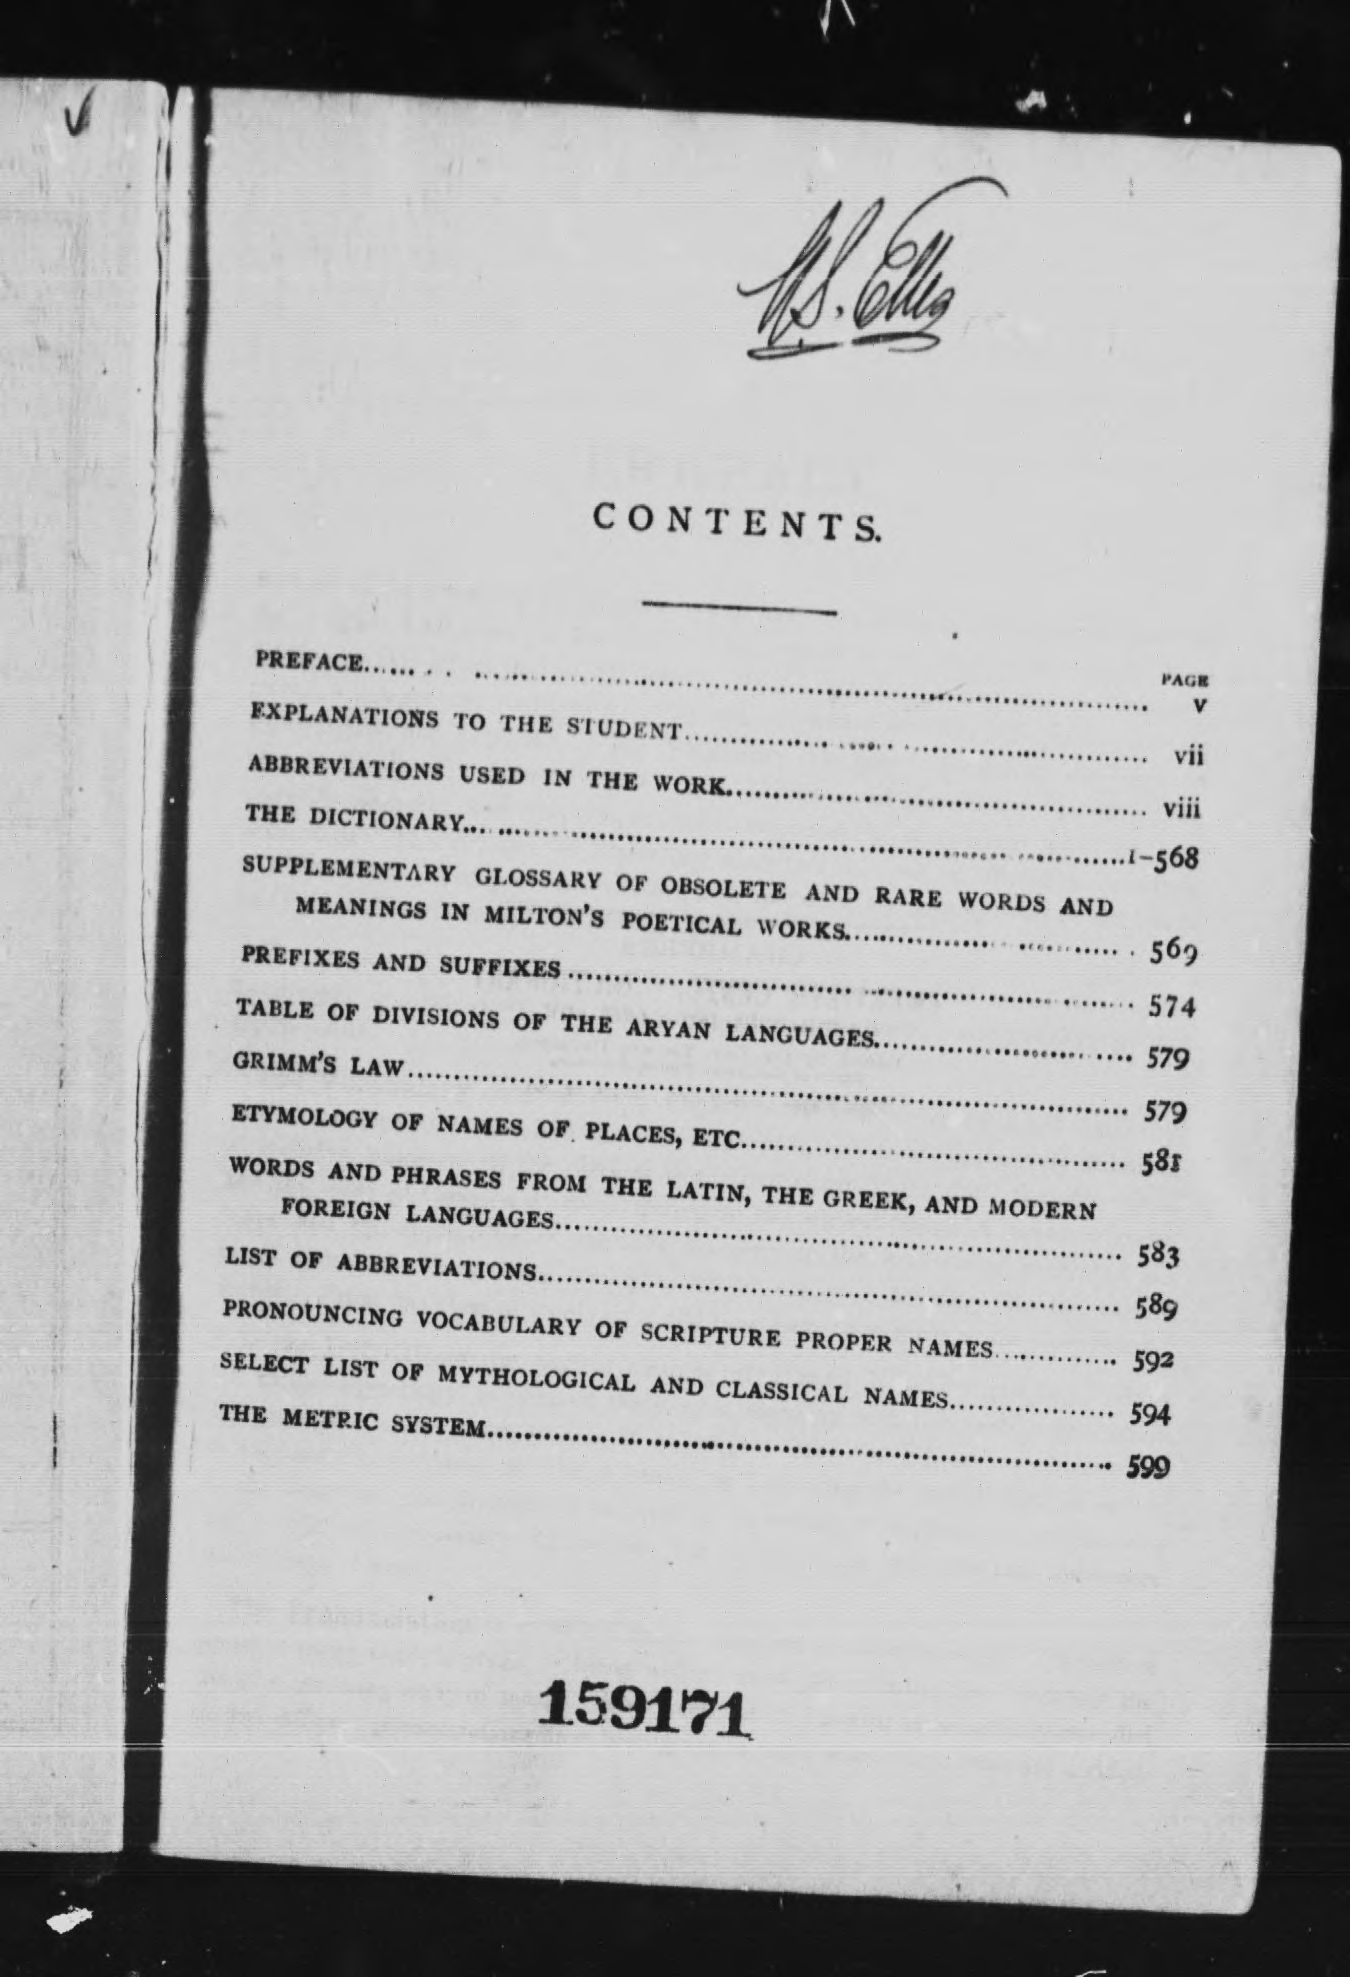 CONTENTS.
PAGE
PREFACE........ v
EXPLANATIONS TO THE STUDENT........ vii
ABBREVIATIONS USED IN THE WORK........ viii
THE DICTIONARY........ 1-568
SUPPLEMENTARY GLOSSARY OF OBSOLETE AND RARE WORDS AND
MEANINGS IN MILTON'S POETICAL WORKS........ 569
PREFIXES AND SUFFIXES........ 574
TABLE OF DIVISIONS OF THE ARYAN LANGUAGES........ 579
GRIMM'S LAW........ 579
ETYMOLOGY OF NAMES OF PLACES, ETC........ 581
WORDS AND PHRASES FROM THE LATIN, THE GREEK, AND MODERN
FOREIGN LANGUAGES........ 583
LIST OF ABBREVIATIONS........ 589
PRONOUNCING VOCABULARY OF SCRIPTURE PROPER NAMES........ 592
SELECT LIST OF MYTHOLOGICAL AND CLASSICAL NAMES........ 594
THE METRIC SYSTEM........ 599
159171